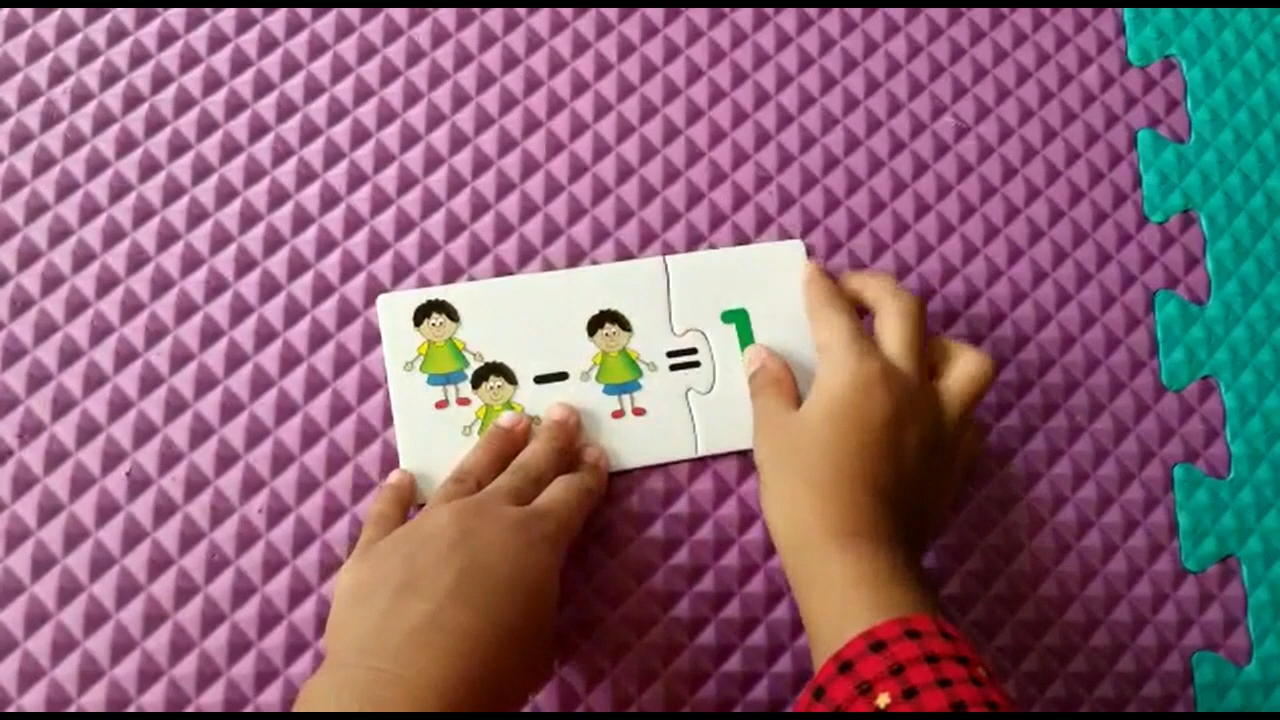 - = 1